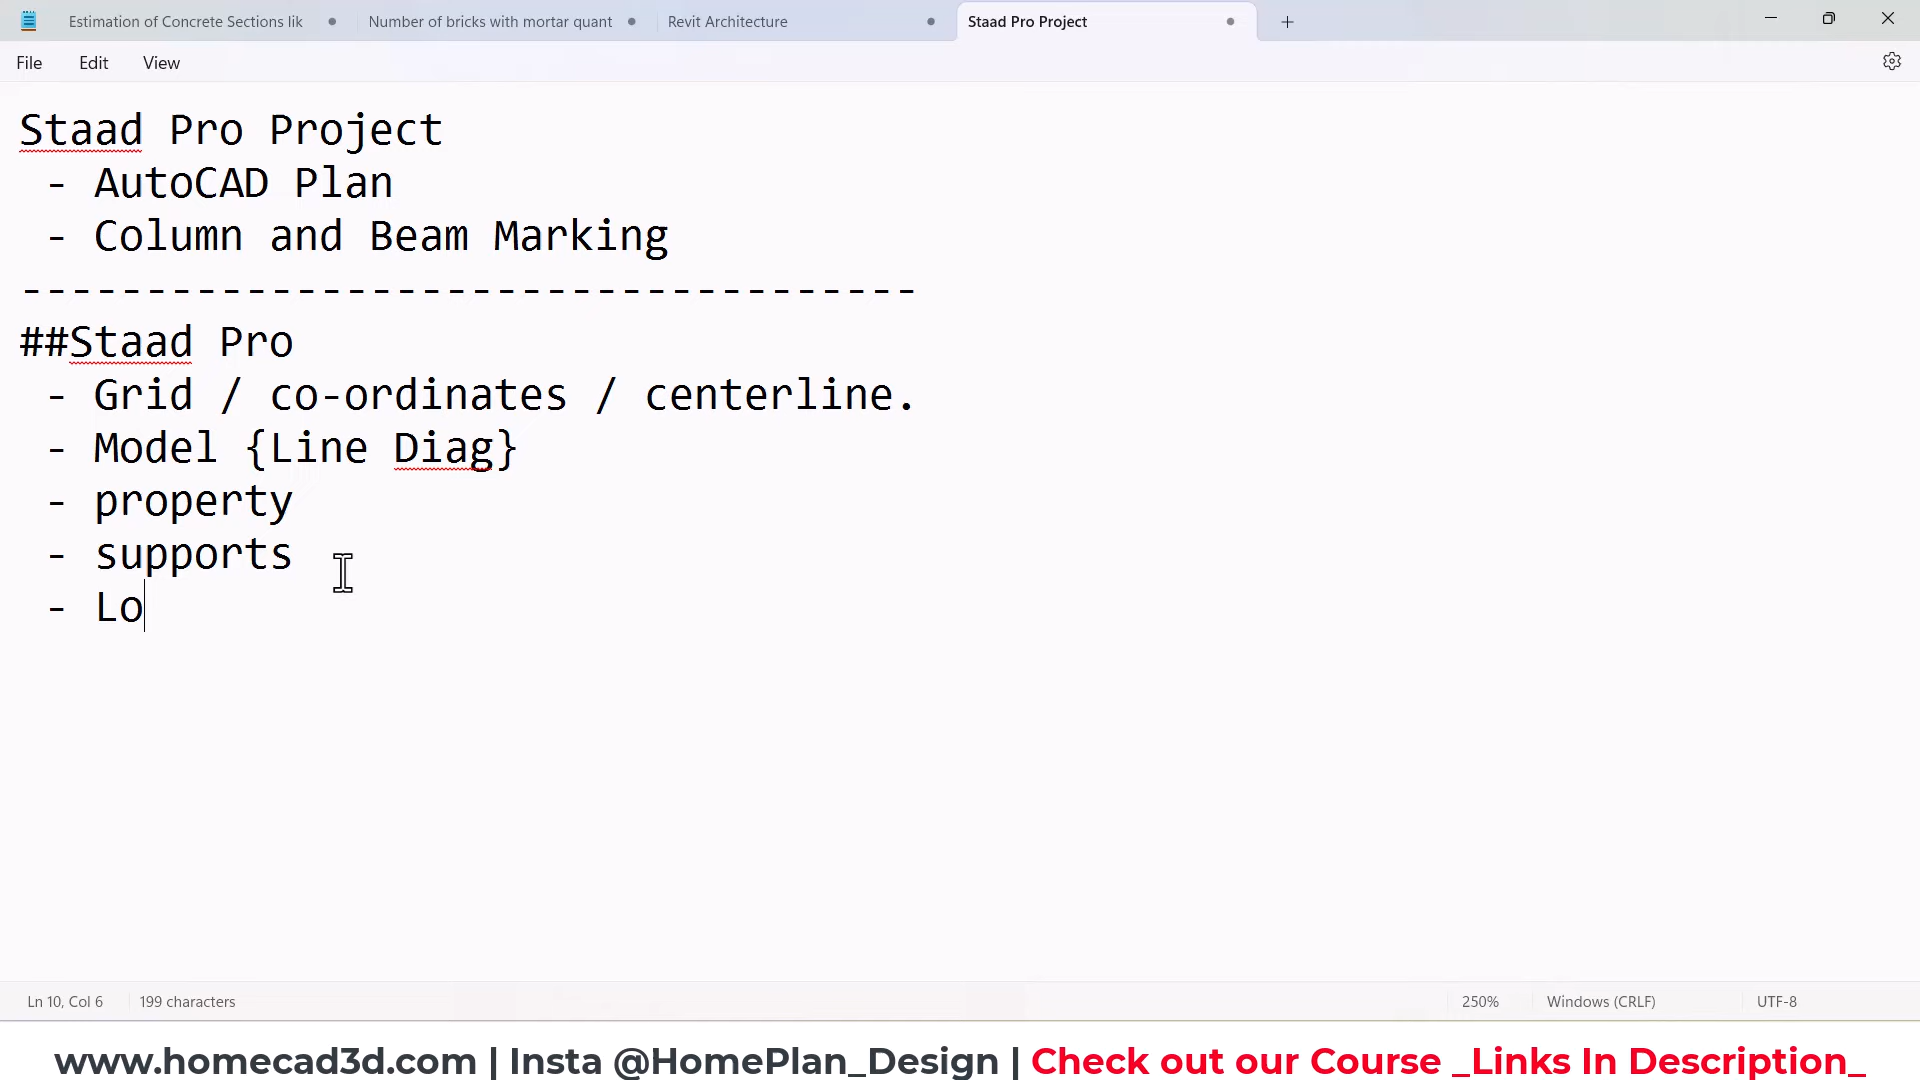 Estimation of Concrete Sections lik
Number of bricks with mortar quant
Revit Architecture
Staad Pro Project
File Edit View
Staad Pro Project
- AutoCAD Plan
- Column and Beam Marking
------------------------------------
##Staad Pro
- Grid / co-ordinates / centerline.
- Model {Line Diag}
- property
- supports
- Lo
Ln 10, Col 6 199 characters 250% Windows (CRLF) UTF-8
www.homecad3d.com | Insta @HomePlan_Design | Check out our Course _Links In Description_